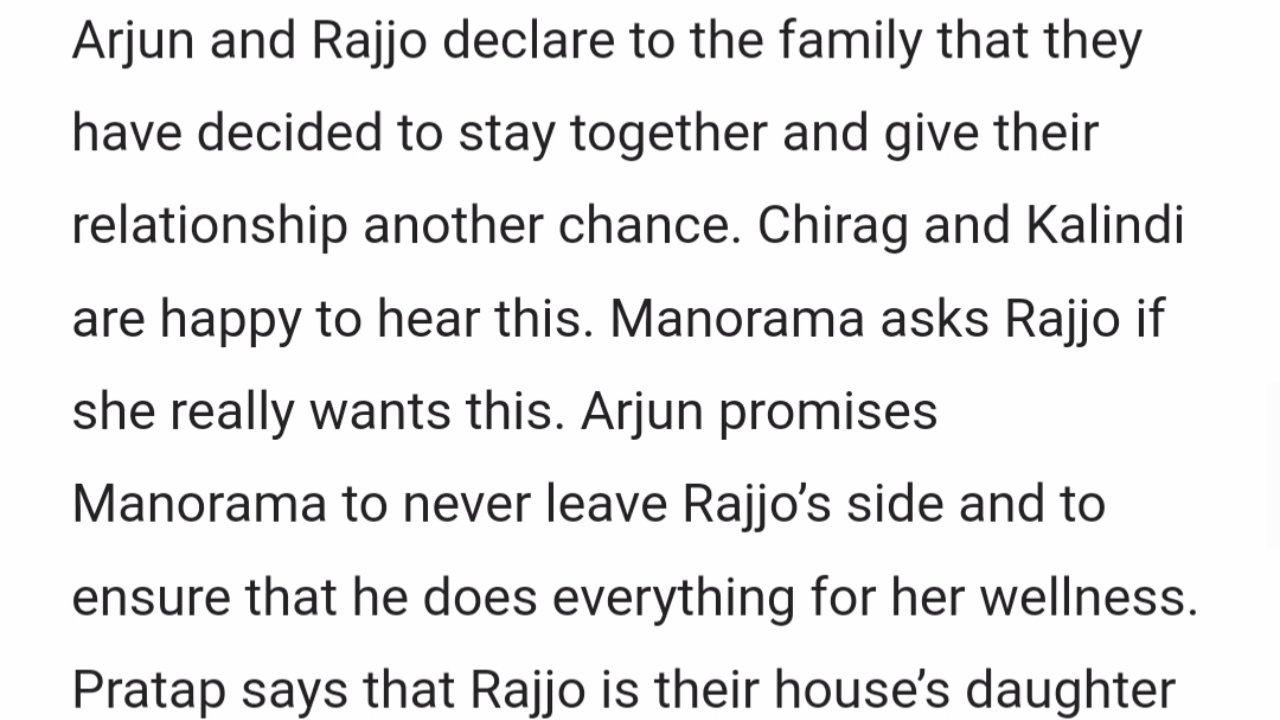 Arjun and Rajjo declare to the family that they
have decided to stay together and give their
relationship another chance. Chirag and Kalindi
are happy to hear this. Manorama asks Rajjo if
she really wants this. Arjun promises
Manorama to never leave Rajjo’s side and to
ensure that he does everything for her wellness.
Pratap says that Rajjo is their house’s daughter